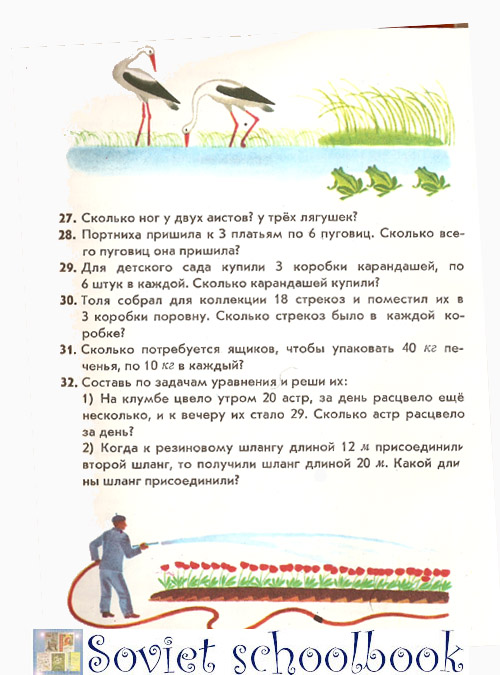 27. Сколько ног у двух аистов? у трёх лягушек?
28. Портниха пришила к 3 платьям по 6 пуговиц. Сколько все-
го пуговиц она пришила?
29. Для детского сада купили 3 коробки карандашей, по
6 штук в каждой. Сколько карандашей купили?
30. Толя собрал для коллекции 18 стрекоз и поместил их в
3 коробки поровну. Сколько стрекоз было в каждой ко-
робке?
31. Сколько потребуется ящиков, чтобы упаковать 40 кг пе-
ченья, по 10 кг в каждый?
32. Составь по задачам уравнения и реши их:
1) На клумбе цвело утром 20 астр, за день расцвело ещё
несколько, и к вечеру их стало 29. Сколько астр расцвело
за день?
2) Когда к резиновому шлангу длиной 12 м присоединили
второй шланг, то получили шланг длиной 20 м. Какой дли
ны шланг присоединили?
Soviet schoolbook